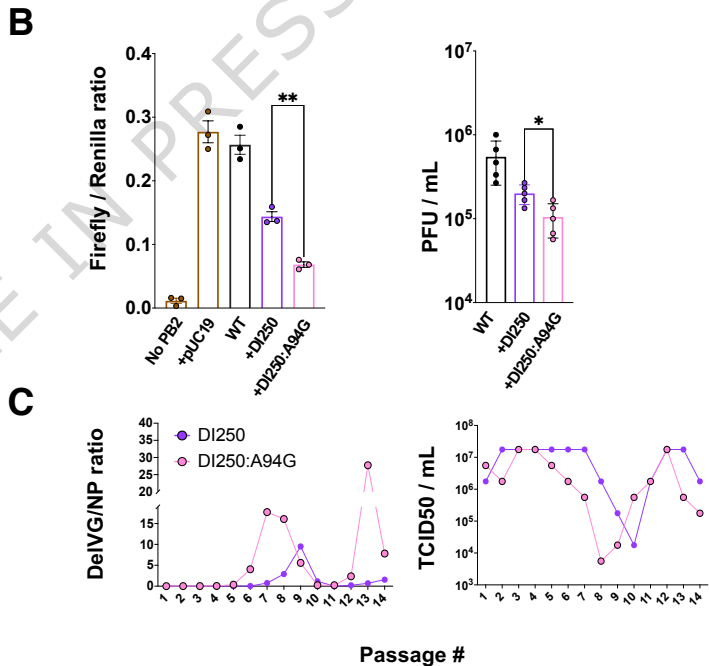 B
E IN PRESS
Firefly / Renilla ratio
0.4
0.3
0.2
0.1
0.0
**
No PB2
+pUC19
WT
+DI250
+DI250:A94G
PFU / mL
10⁷
10⁶
10⁵
10⁴
*
WT
+DI250
+DI250:A94G
C
DelVG/NP ratio
40
35
30
25
20
15
10
5
0
DI250
DI250:A94G
1 2 3 4 5 6 7 8 9 10 11 12 13 14
TCID50 / mL
10⁸
10⁷
10⁶
10⁵
10⁴
10³
1 2 3 4 5 6 7 8 9 10 11 12 13 14
Passage #